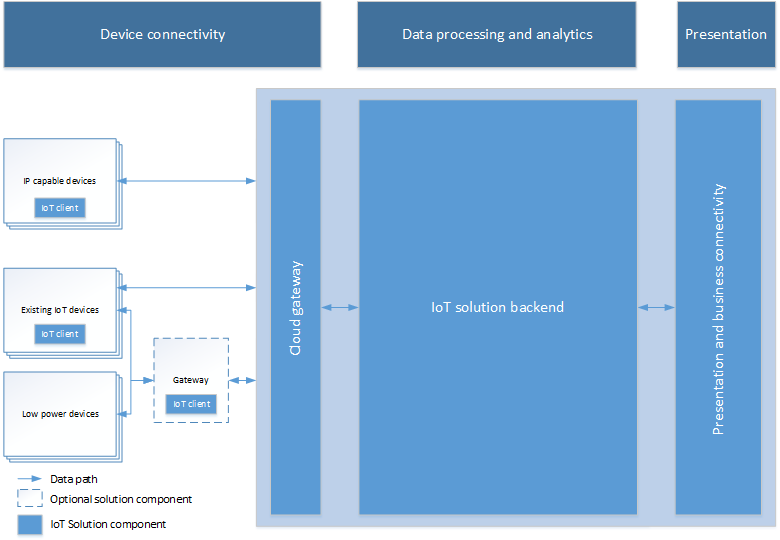 Device connectivity
Data processing and analytics
Presentation
IP capable devices
IoT client
Existing IoT devices
IoT client
Gateway
IoT client
Low power devices
Cloud gateway
IoT solution backend
Presentation and business connectivity
Data path
Optional solution component
IoT Solution component